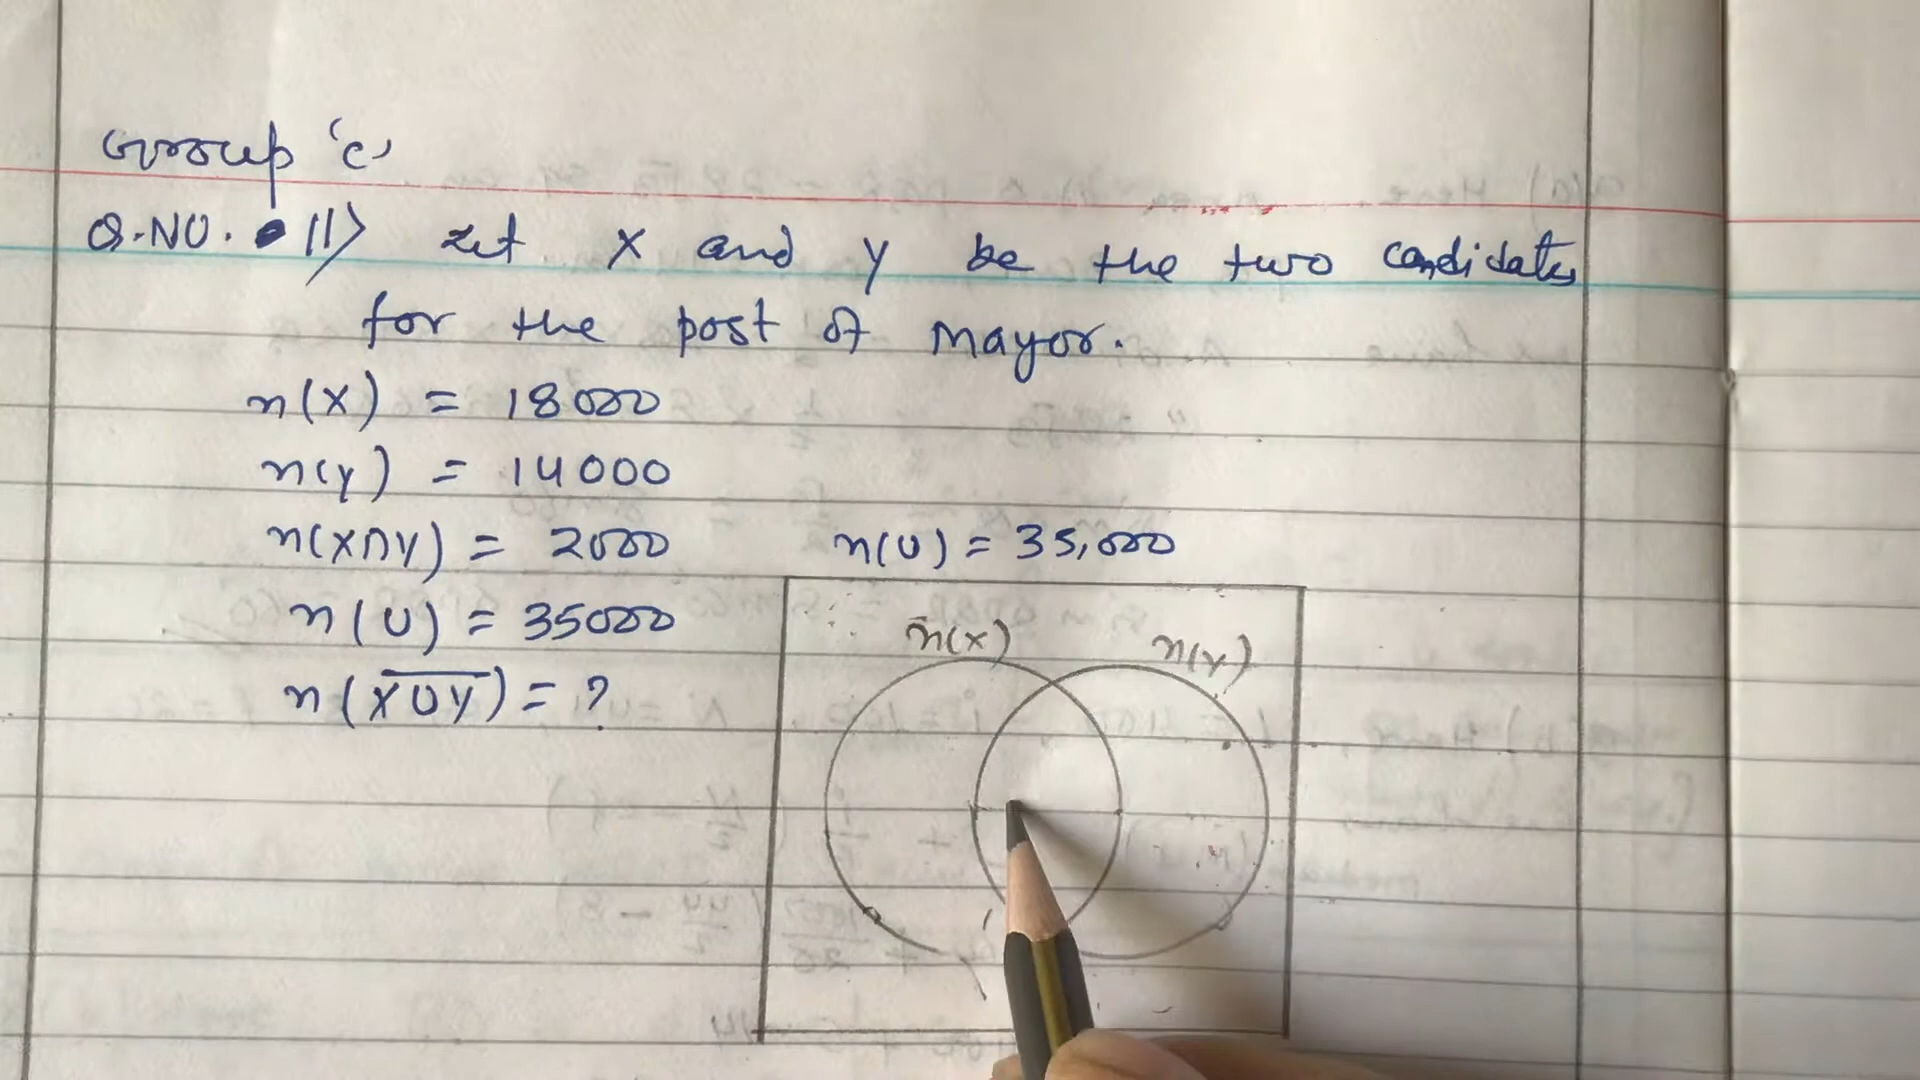 Group 'C'
Q.NO. 11> Let X and Y be the two candidates
for the post of Mayor.
n(X) = 18000
n(Y) = 14000
n(X∩Y) = 2000
n(U) = 35,000
n(U) = 35000
n(X) n(Y)
n(X̅U̅Y̅) = ?